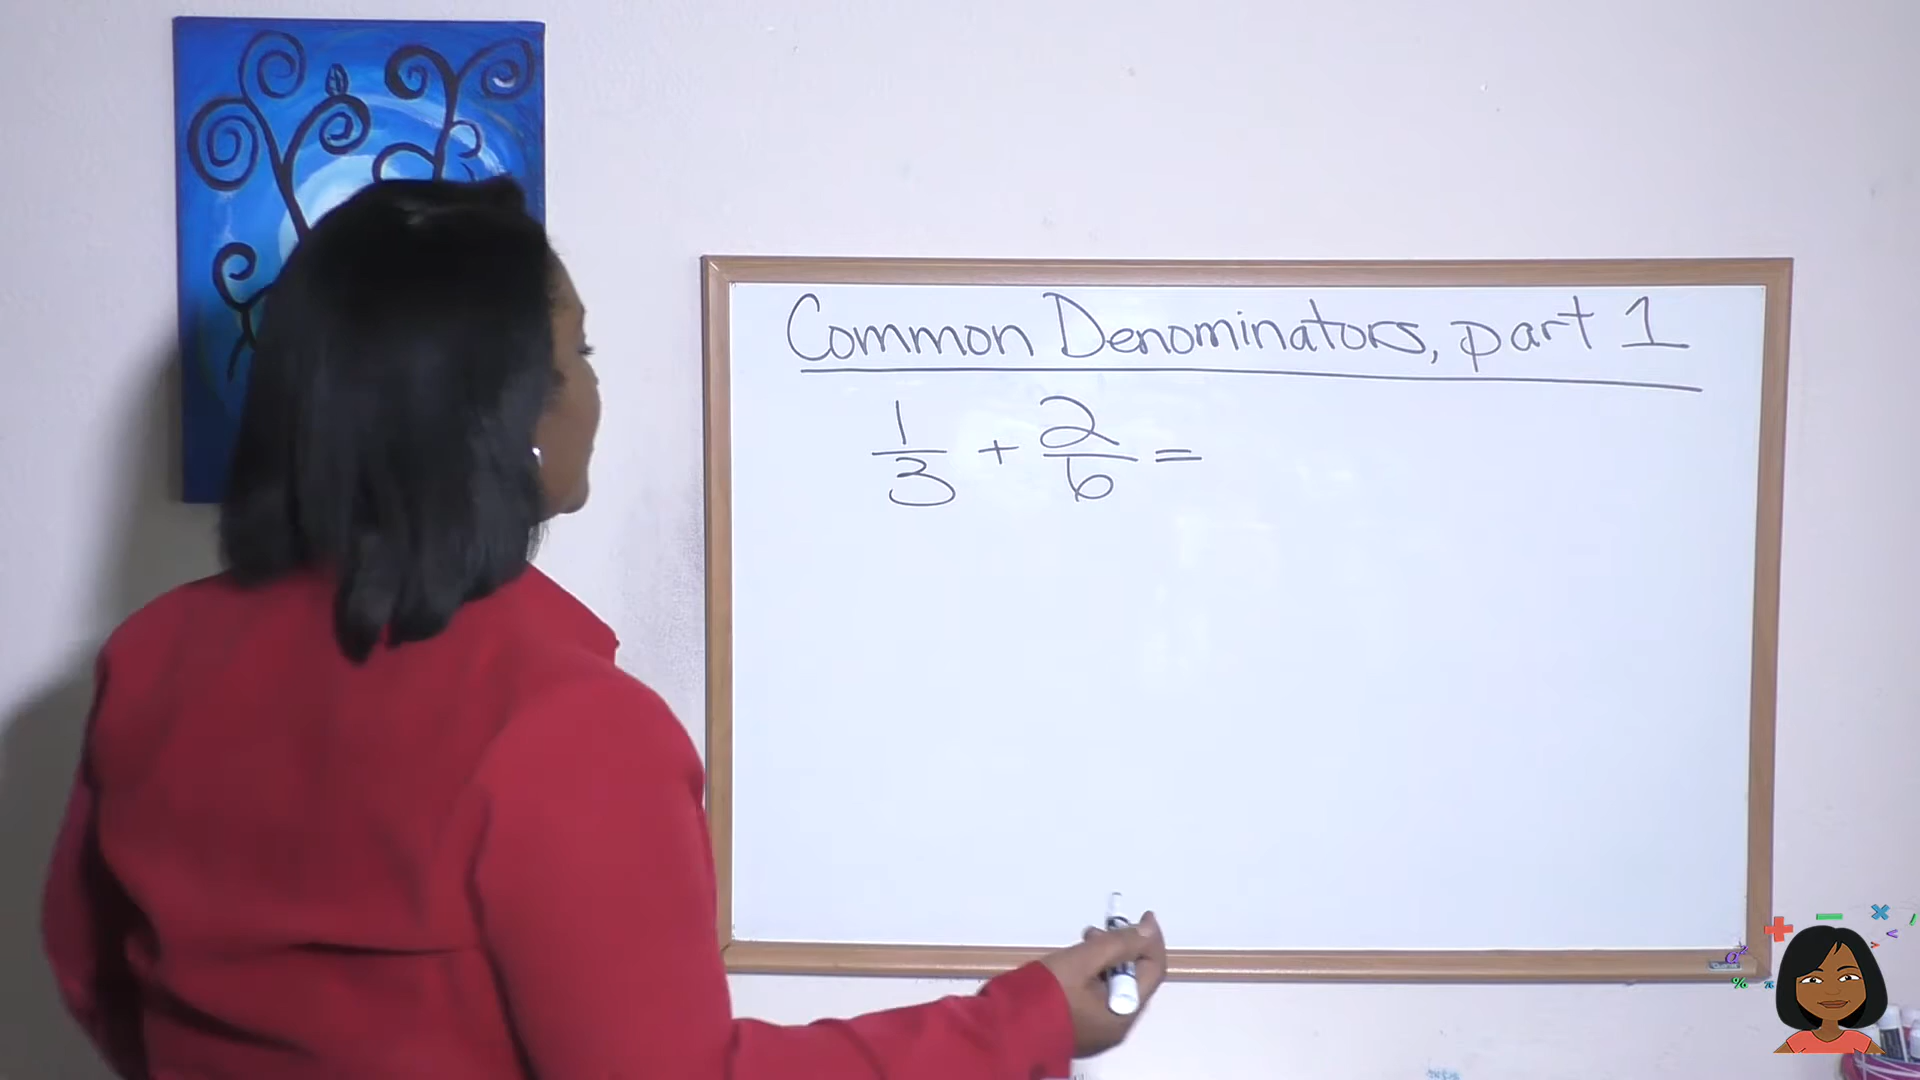 Common Denominators, part 1
1/3 + 2/6 =